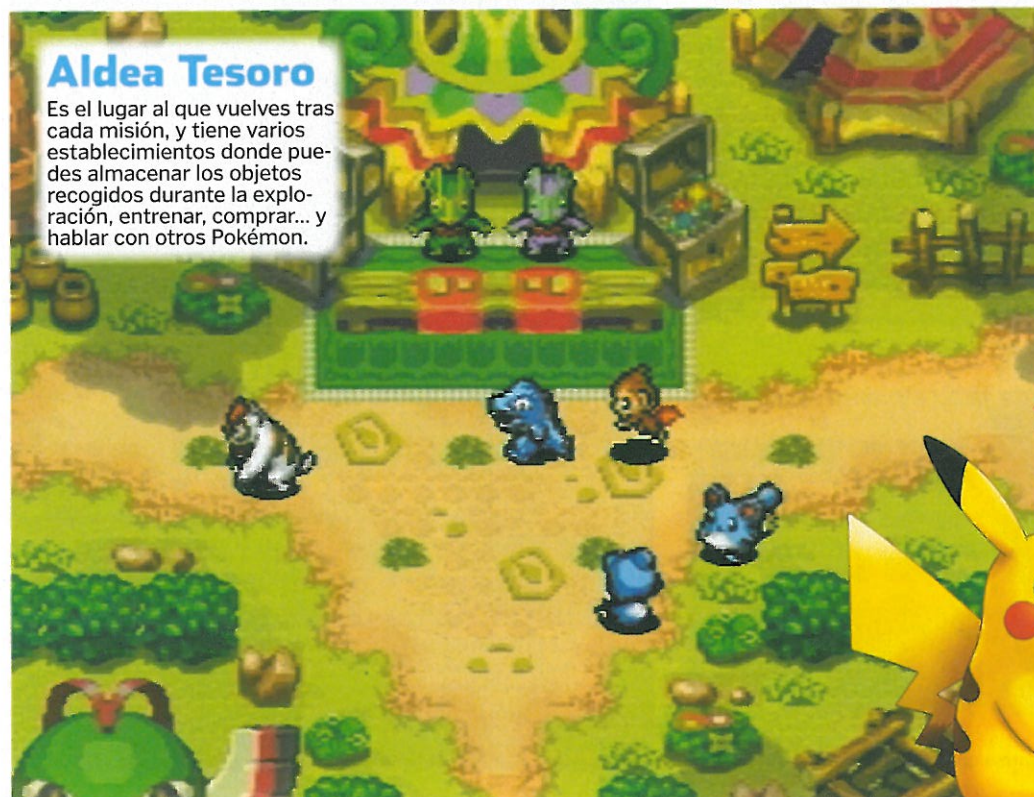 Aldea Tesoro
Es el lugar al que vuelves tras
cada misión, y tiene varios
establecimientos donde pue-
des almacenar los objetos
recogidos durante la explo-
ración, entrenar, comprar... y
hablar con otros Pokémon.